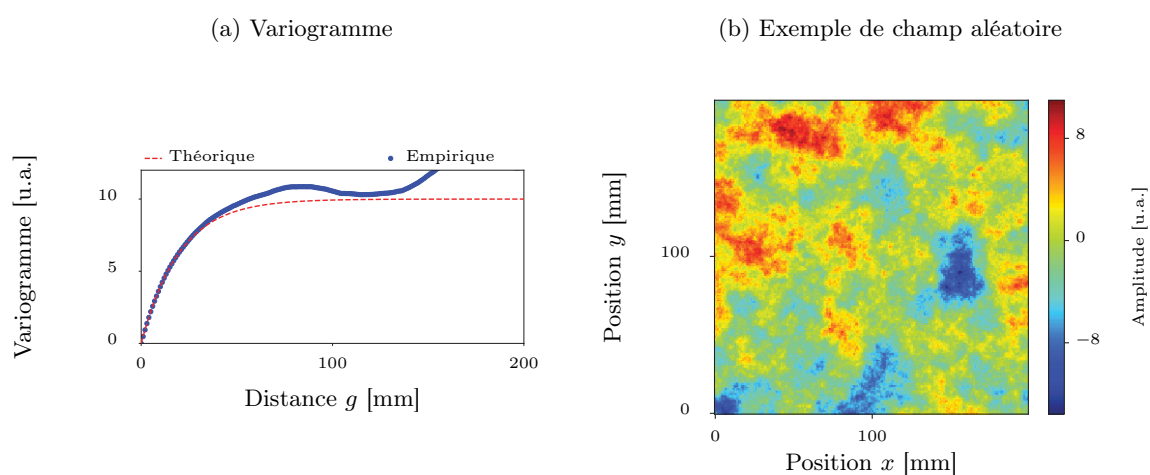 (a) Variogramme
Variogramme [u.a.]
Théorique
Empirique
10
5
0
0
100
200
Distance g [mm]
(b) Exemple de champ aléatoire
Position y [mm]
100
0
0
100
Position x [mm]
8
0
−8
Amplitude [u.a.]